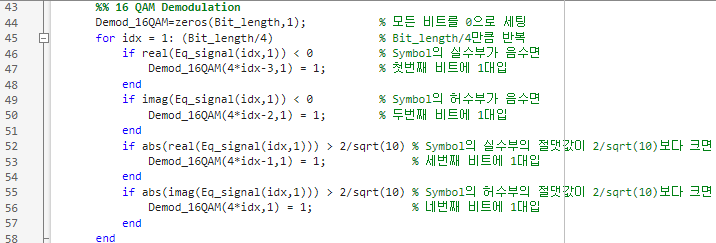 43 %% 16 QAM Demodulation
44 Demod_16QAM=zeros(Bit_length,1); % 모든 비트를 0으로 세팅
45 for idx = 1: (Bit_length/4) % Bit_length/4만큼 반복
46 if real(Eq_signal(idx,1)) < 0 % Symbol의 실수부가 음수면
47 Demod_16QAM(4*idx-3,1) = 1; % 첫번째 비트에 1대입
48 end
49 if imag(Eq_signal(idx,1)) < 0 % Symbol의 허수부가 음수면
50 Demod_16QAM(4*idx-2,1) = 1; % 두번째 비트에 1대입
51 end
52 if abs(real(Eq_signal(idx,1))) > 2/sqrt(10) % Symbol의 실수부의 절댓값이 2/sqrt(10)보다 크면
53 Demod_16QAM(4*idx-1,1) = 1; % 세번째 비트에 1대입
54 end
55 if abs(imag(Eq_signal(idx,1))) > 2/sqrt(10) % Symbol의 허수부의 절댓값이 2/sqrt(10)보다 크면
56 Demod_16QAM(4*idx,1) = 1; % 네번째 비트에 1대입
57 end
58 end